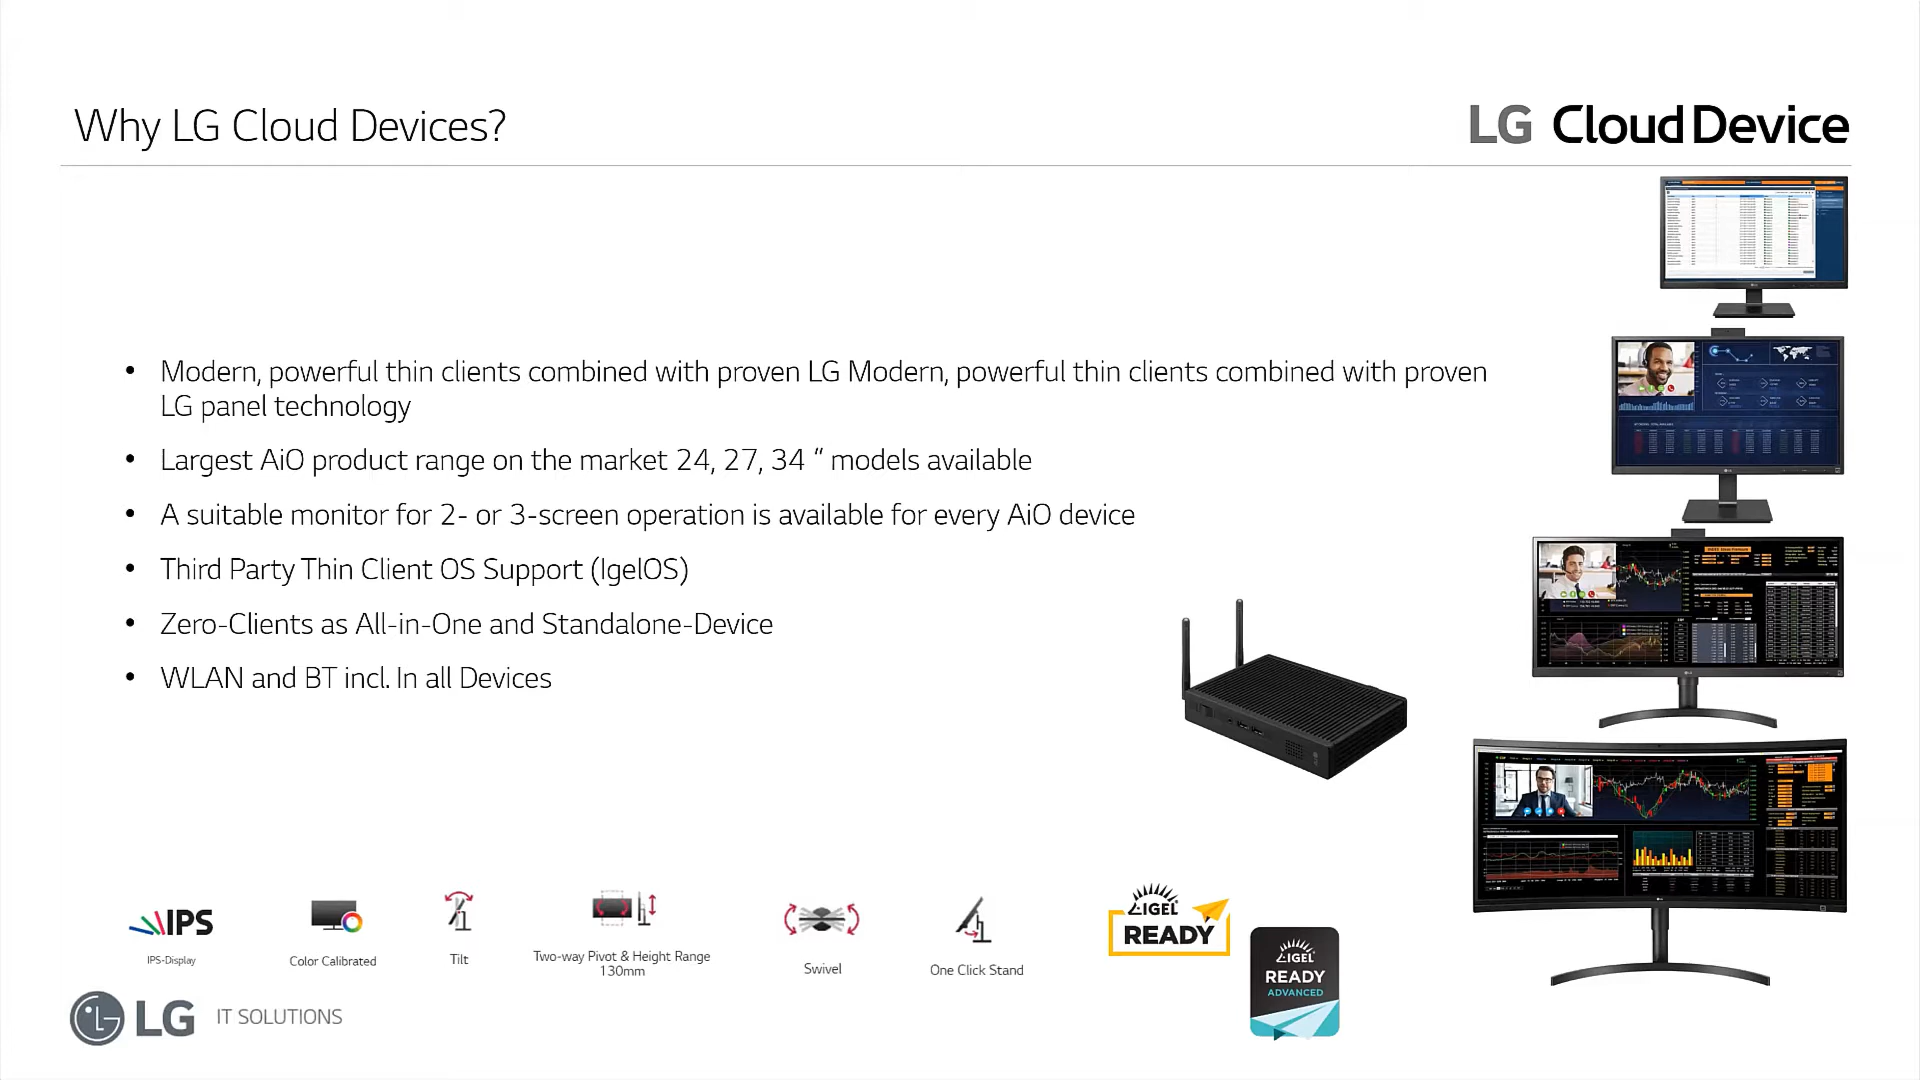 Why LG Cloud Devices?
LG Cloud Device
• Modern, powerful thin clients combined with proven LG Modern, powerful thin clients combined with proven
LG panel technology
• Largest AiO product range on the market 24, 27, 34 “ models available
• A suitable monitor for 2- or 3-screen operation is available for every AiO device
• Third Party Thin Client OS Support (IgelOS)
• Zero-Clients as All-in-One and Standalone-Device
• WLAN and BT incl. In all Devices
IPS
IPS-Display
Color Calibrated
Tilt
Two-way Pivot & Height Range
130mm
Swivel
One Click Stand
IGEL
READY
IGEL
READY
ADVANCED
LG IT SOLUTIONS